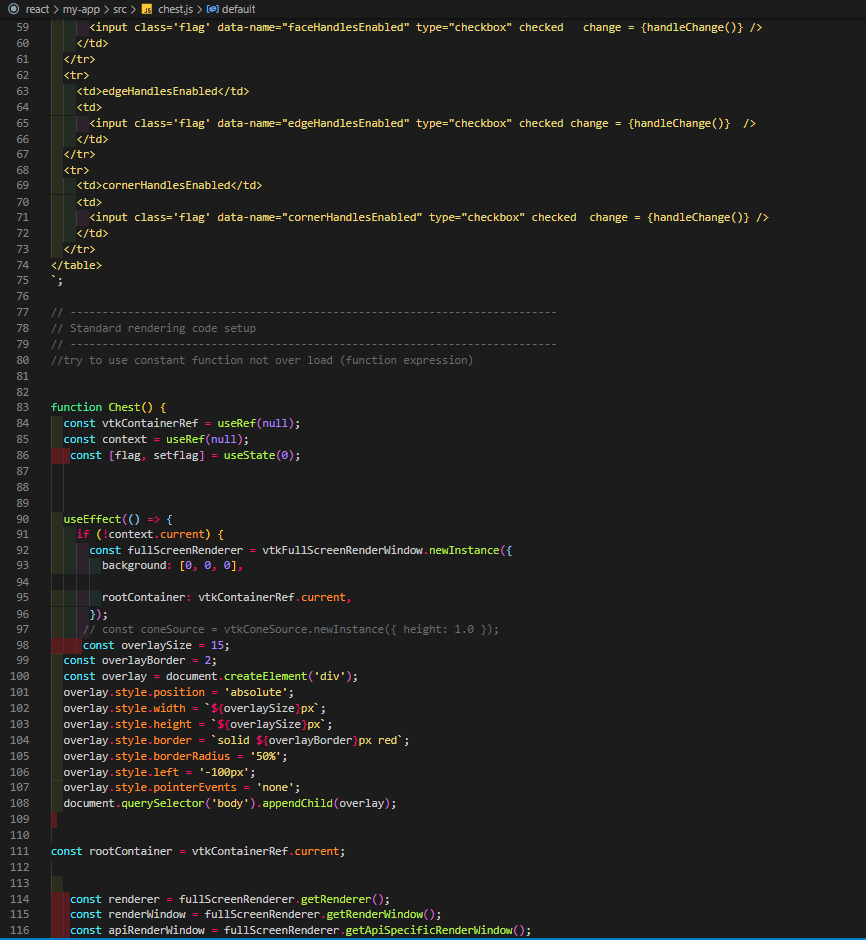 react > my-app > src > JS chest.js > default
59 <input class='flag' data-name="faceHandlesEnabled" type="checkbox" checked   change = {handleChange()} />
60 </td>
61 </tr>
62 <tr>
63 <td>edgeHandlesEnabled</td>
64 <td>
65 <input class='flag' data-name="edgeHandlesEnabled" type="checkbox" checked change = {handleChange()}  />
66 </td>
67 </tr>
68 <tr>
69 <td>cornerHandlesEnabled</td>
70 <td>
71 <input class='flag' data-name="cornerHandlesEnabled" type="checkbox" checked  change = {handleChange()} />
72 </td>
73 </tr>
74 </table>
75 `;
76
77 // ----------------------------------------------------------------------------
78 // Standard rendering code setup
79 // ----------------------------------------------------------------------------
80 //try to use constant function not over load (function expression)
81
82
83 function Chest() {
84 const vtkContainerRef = useRef(null);
85 const context = useRef(null);
86 const [flag, setflag] = useState(0);
87
88
89
90 useEffect(() => {
91 if (!context.current) {
92 const fullScreenRenderer = vtkFullScreenRenderWindow.newInstance({
93 background: [0, 0, 0],
94
95 rootContainer: vtkContainerRef.current,
96 });
97 // const coneSource = vtkConeSource.newInstance({ height: 1.0 });
98 const overlaySize = 15;
99 const overlayBorder = 2;
100 const overlay = document.createElement('div');
101 overlay.style.position = 'absolute';
102 overlay.style.width = `${overlaySize}px`;
103 overlay.style.height = `${overlaySize}px`;
104 overlay.style.border = `solid ${overlayBorder}px red`;
105 overlay.style.borderRadius = '50%';
106 overlay.style.left = '-100px';
107 overlay.style.pointerEvents = 'none';
108 document.querySelector('body').appendChild(overlay);
109
110
111 const rootContainer = vtkContainerRef.current;
112
113
114 const renderer = fullScreenRenderer.getRenderer();
115 const renderWindow = fullScreenRenderer.getRenderWindow();
116 const apiRenderWindow = fullScreenRenderer.getApiSpecificRenderWindow();